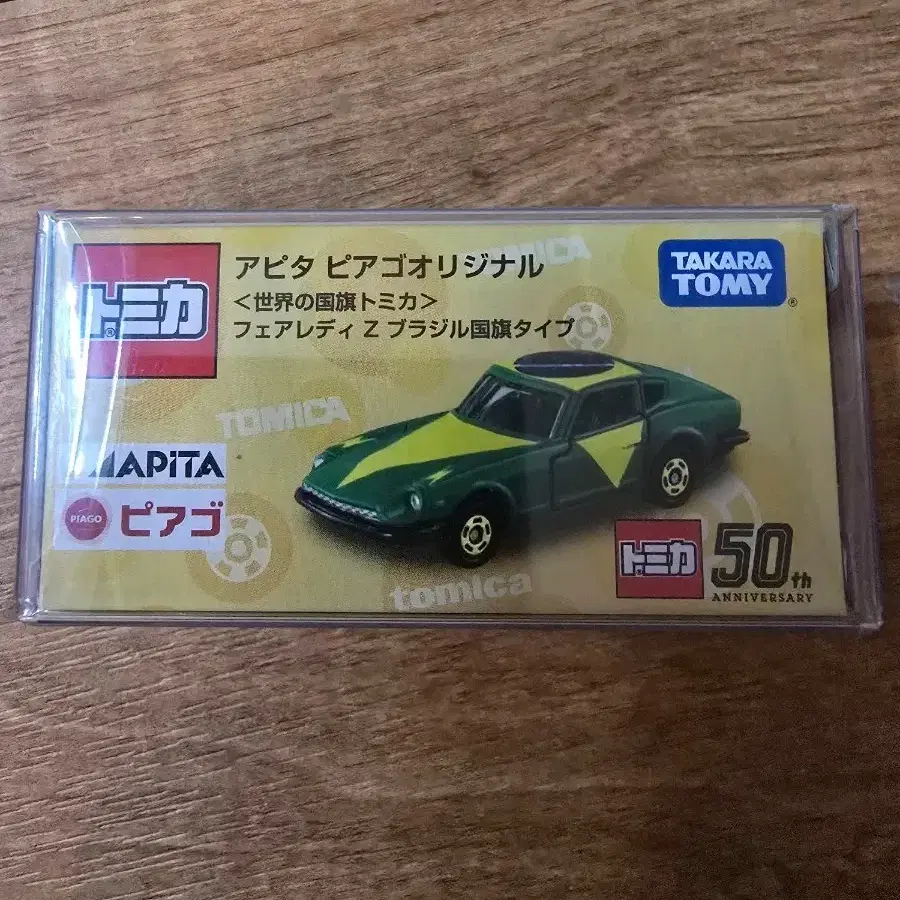 トミカ®
アピタ ピアゴオリジナル
<世界の国旗トミカ>
フェアレディ Z ブラジル国旗タイプ
TAKARA
TOMY®
TOMICA
TOMICA
APiTA
PIAGO
ピアゴ
tomica
トミカ
50th
ANNIVERSARY